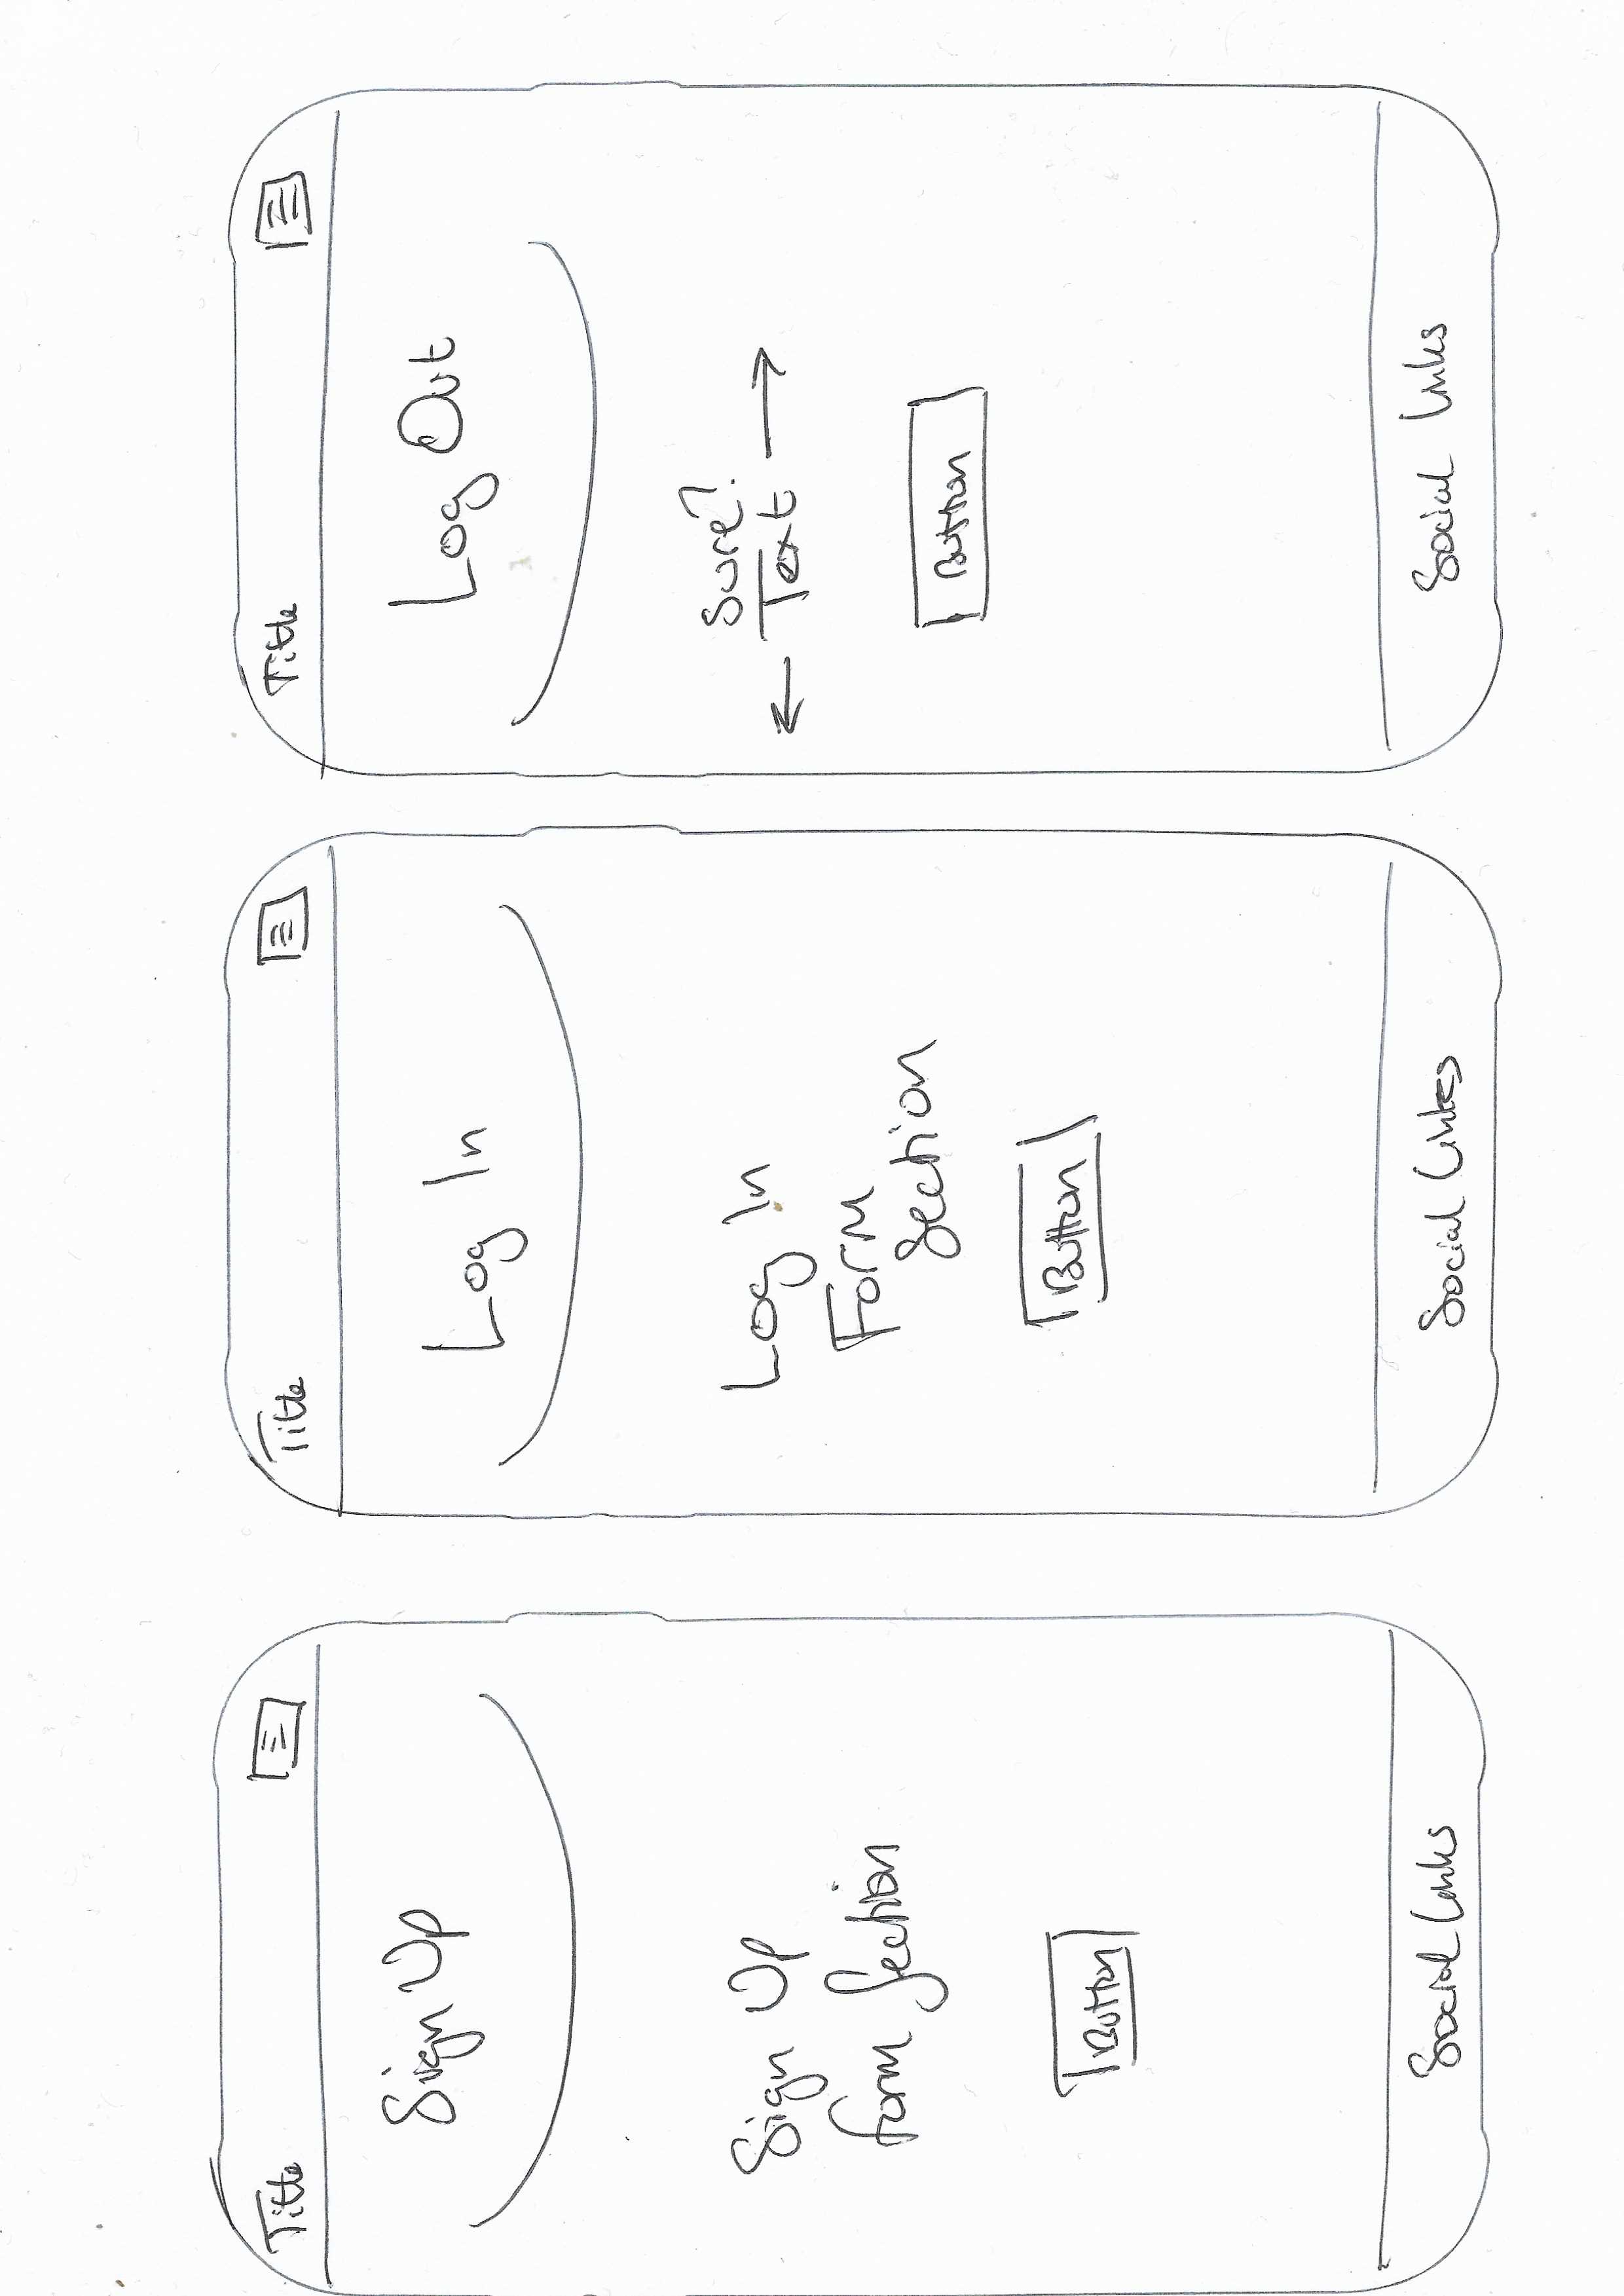 Title
Sign Up
Sign Up
form Section
Button
Social Links
Title
Log In
Log In
Form
Section
Button
Social Links
Title
Log Out
Sure?
Text
Button
Social Links